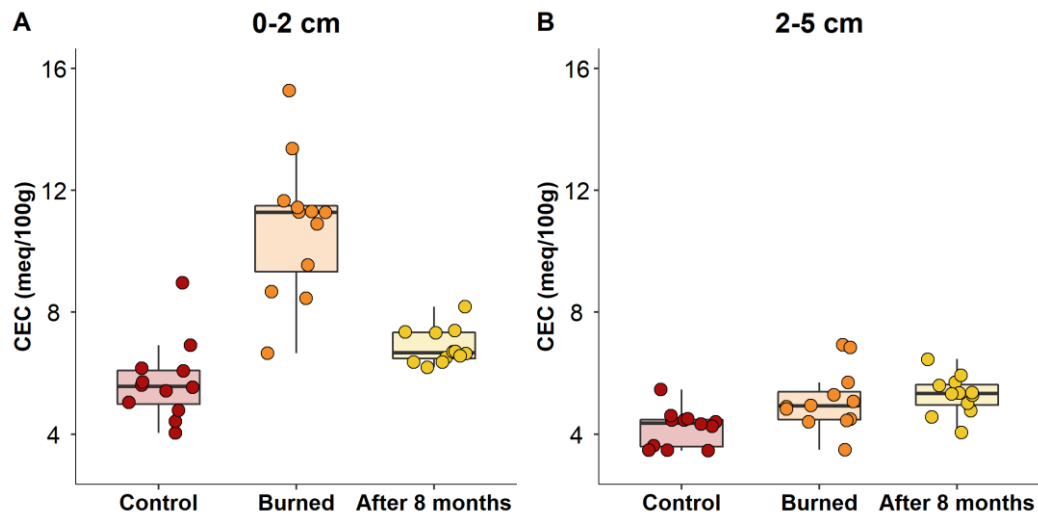 A
0-2 cm
CEC (meq/100g)
16
12
8
4
Control
Burned
After 8 months
B
2-5 cm
CEC (meq/100g)
16
12
8
4
Control
Burned
After 8 months